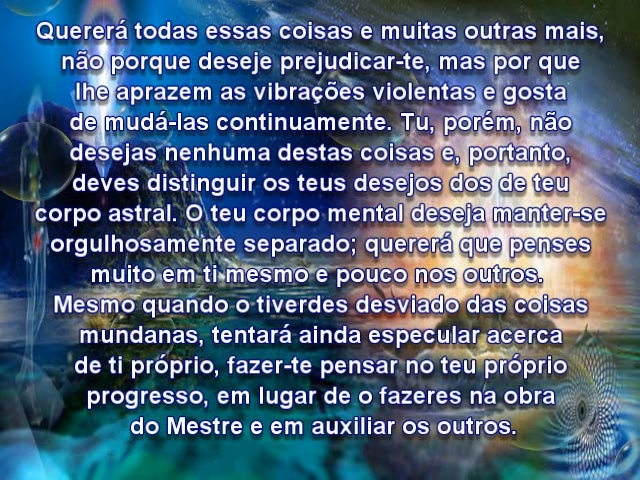 Quererá todas essas coisas e muitas outras mais,
não porque deseje prejudicar-te, mas por que
lhe aprazem as vibrações violentas e gosta
de mudá-las continuamente. Tu, porém, não
desejas nenhuma destas coisas e, portanto,
deves distinguir os teus desejos dos de teu
corpo astral. O teu corpo mental deseja manter-se
orgulhosamente separado; quererá que penses
muito em ti mesmo e pouco nos outros.
Mesmo quando o tiverdes desviado das coisas
mundanas, tentará ainda especular acerca
de ti próprio, fazer-te pensar no teu próprio
progresso, em lugar de o fazeres na obra
do Mestre e em auxiliar os outros.